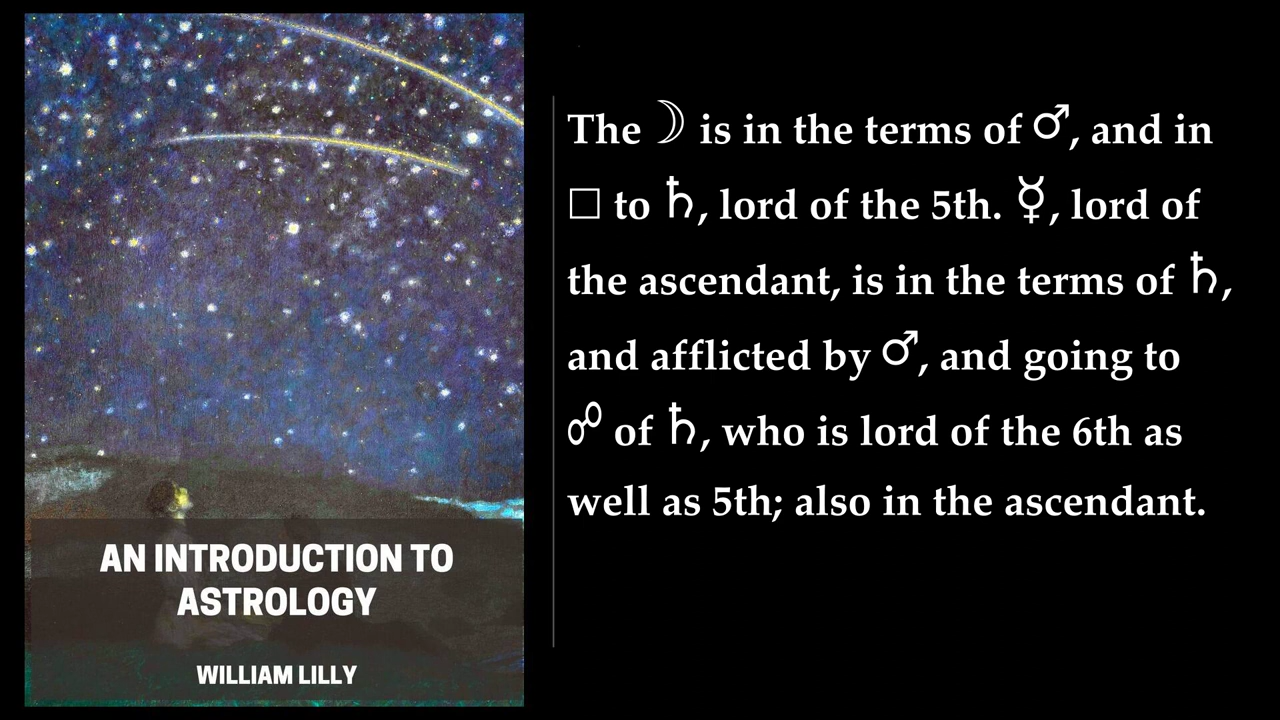 AN INTRODUCTION TO
ASTROLOGY
WILLIAM LILLY
The ☽ is in the terms of ♂, and in
□ to ♄, lord of the 5th. ☿, lord of
the ascendant, is in the terms of ♄,
and afflicted by ♂, and going to
☍ of ♄, who is lord of the 6th as
well as 5th; also in the ascendant.